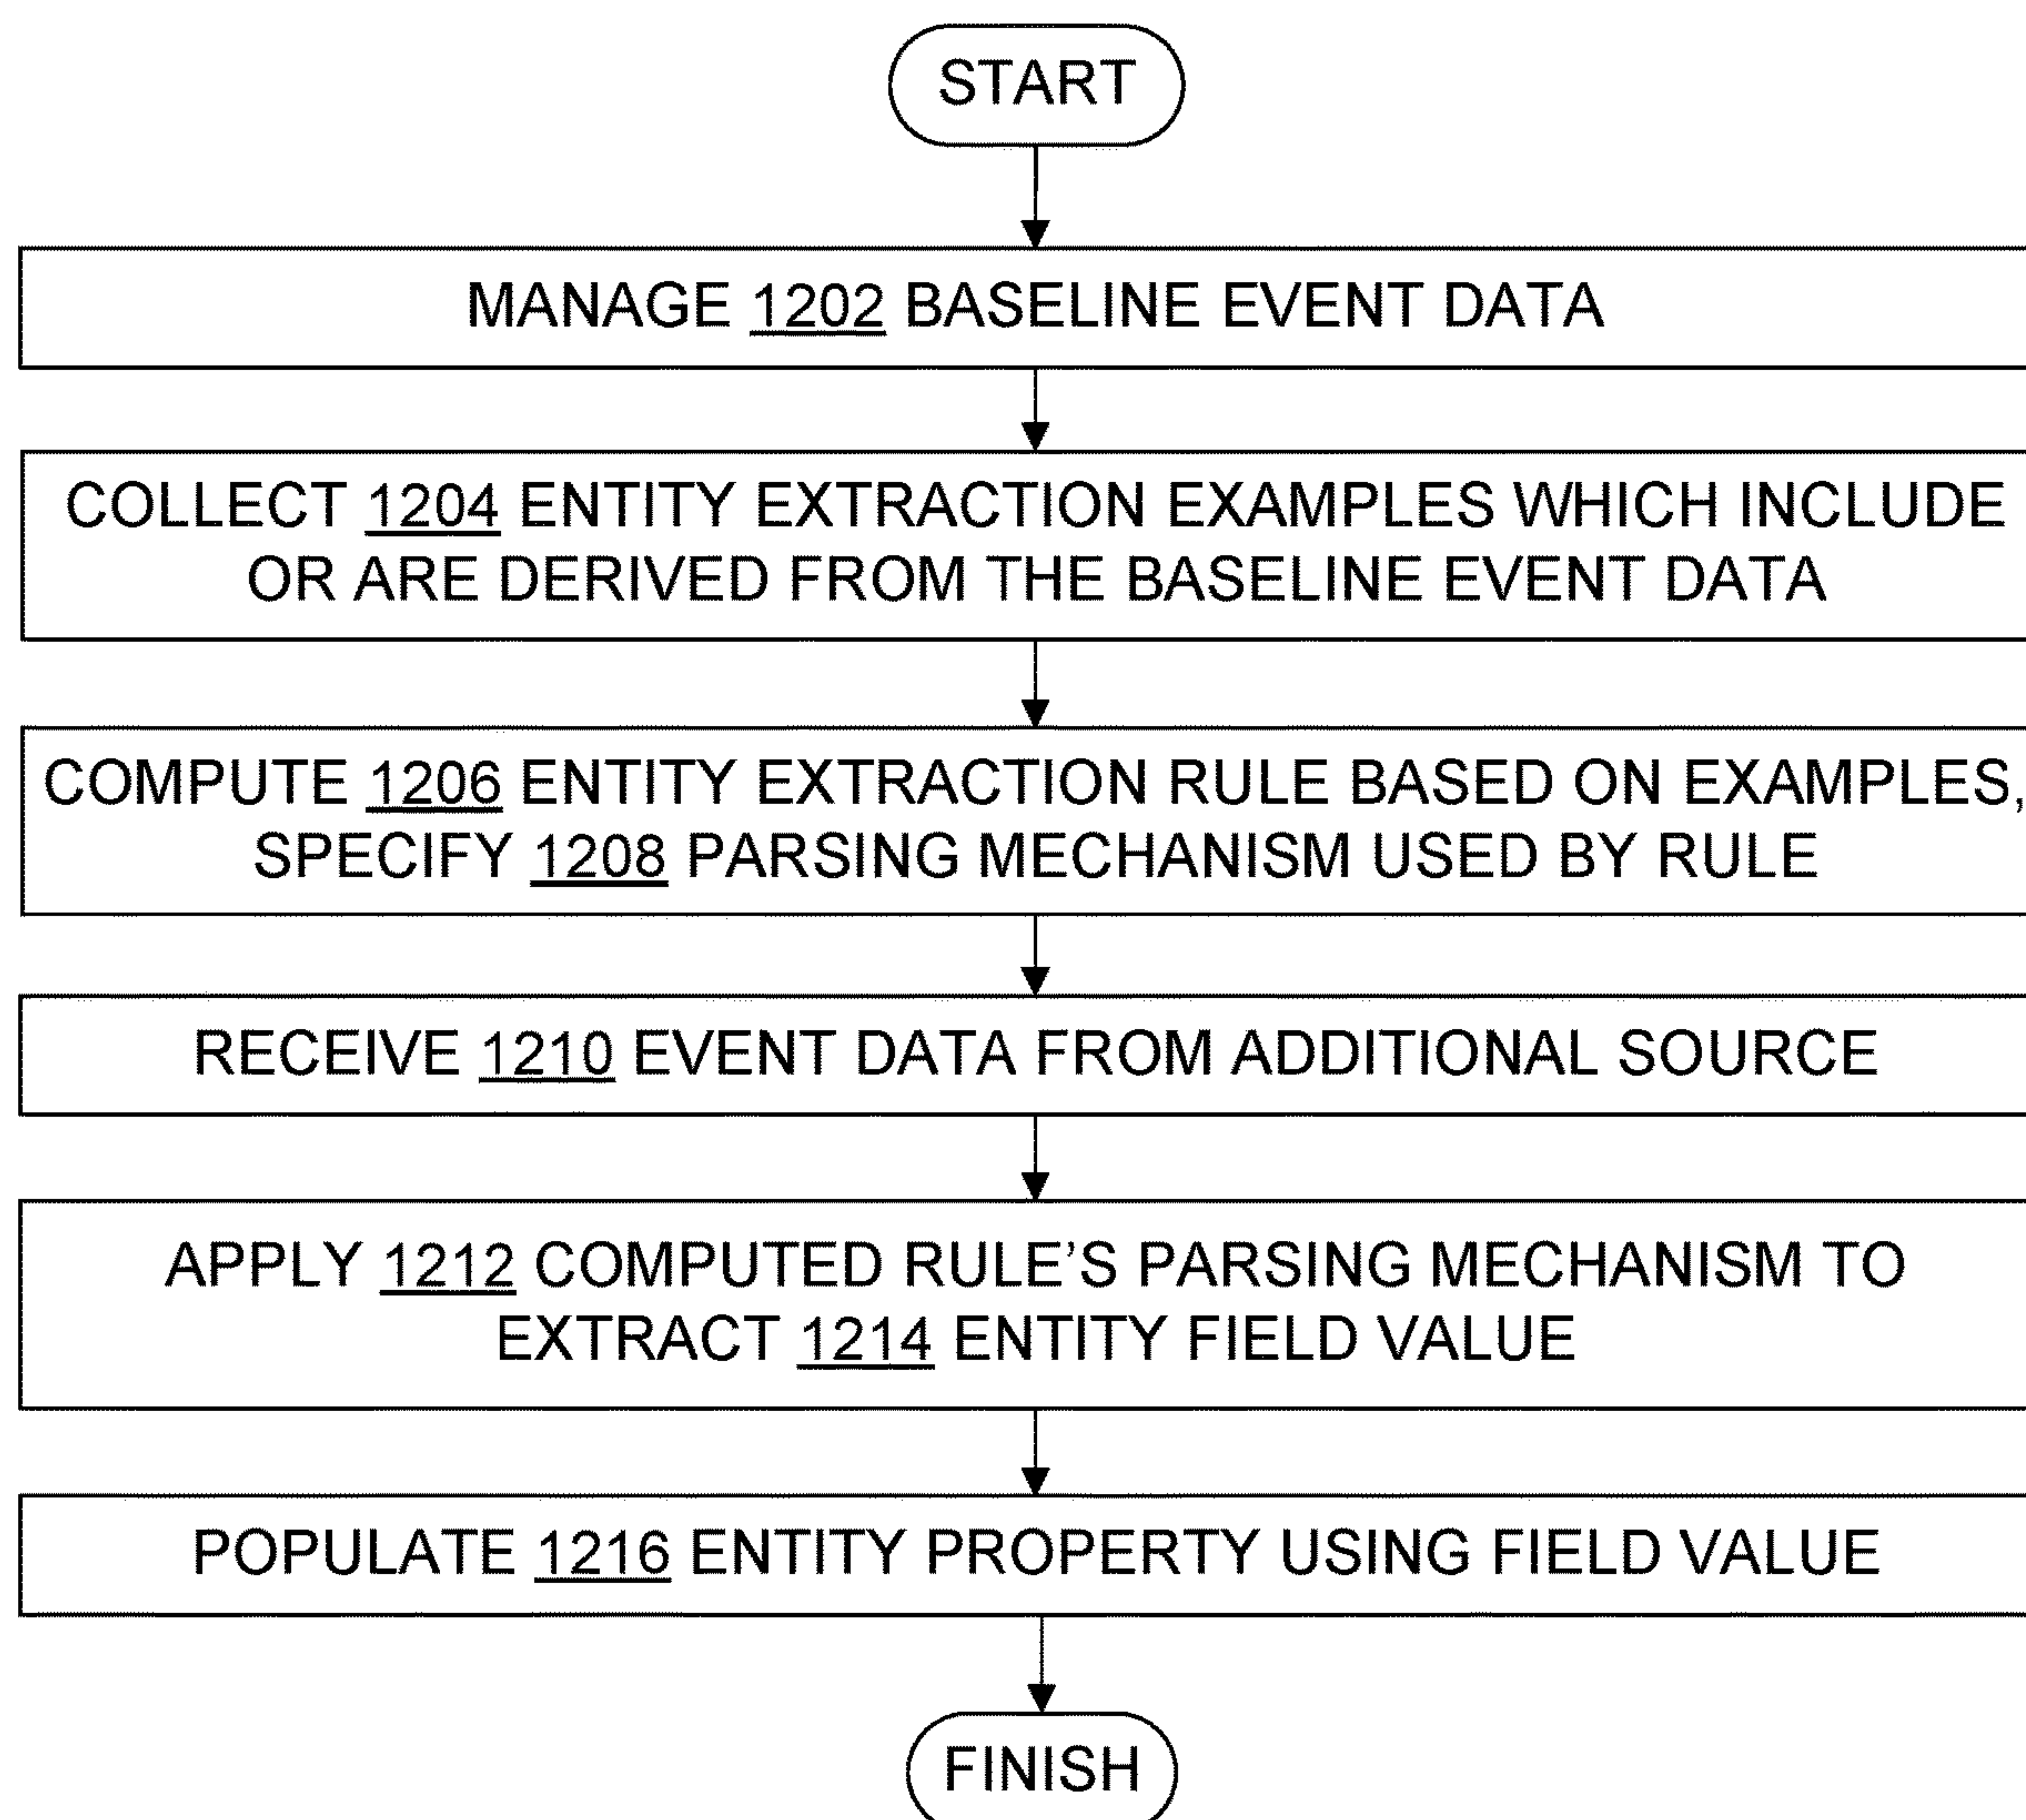 START
MANAGE 1202 BASELINE EVENT DATA
COLLECT 1204 ENTITY EXTRACTION EXAMPLES WHICH INCLUDE
OR ARE DERIVED FROM THE BASELINE EVENT DATA
COMPUTE 1206 ENTITY EXTRACTION RULE BASED ON EXAMPLES,
SPECIFY 1208 PARSING MECHANISM USED BY RULE
RECEIVE 1210 EVENT DATA FROM ADDITIONAL SOURCE
APPLY 1212 COMPUTED RULE'S PARSING MECHANISM TO
EXTRACT 1214 ENTITY FIELD VALUE
POPULATE 1216 ENTITY PROPERTY USING FIELD VALUE
FINISH